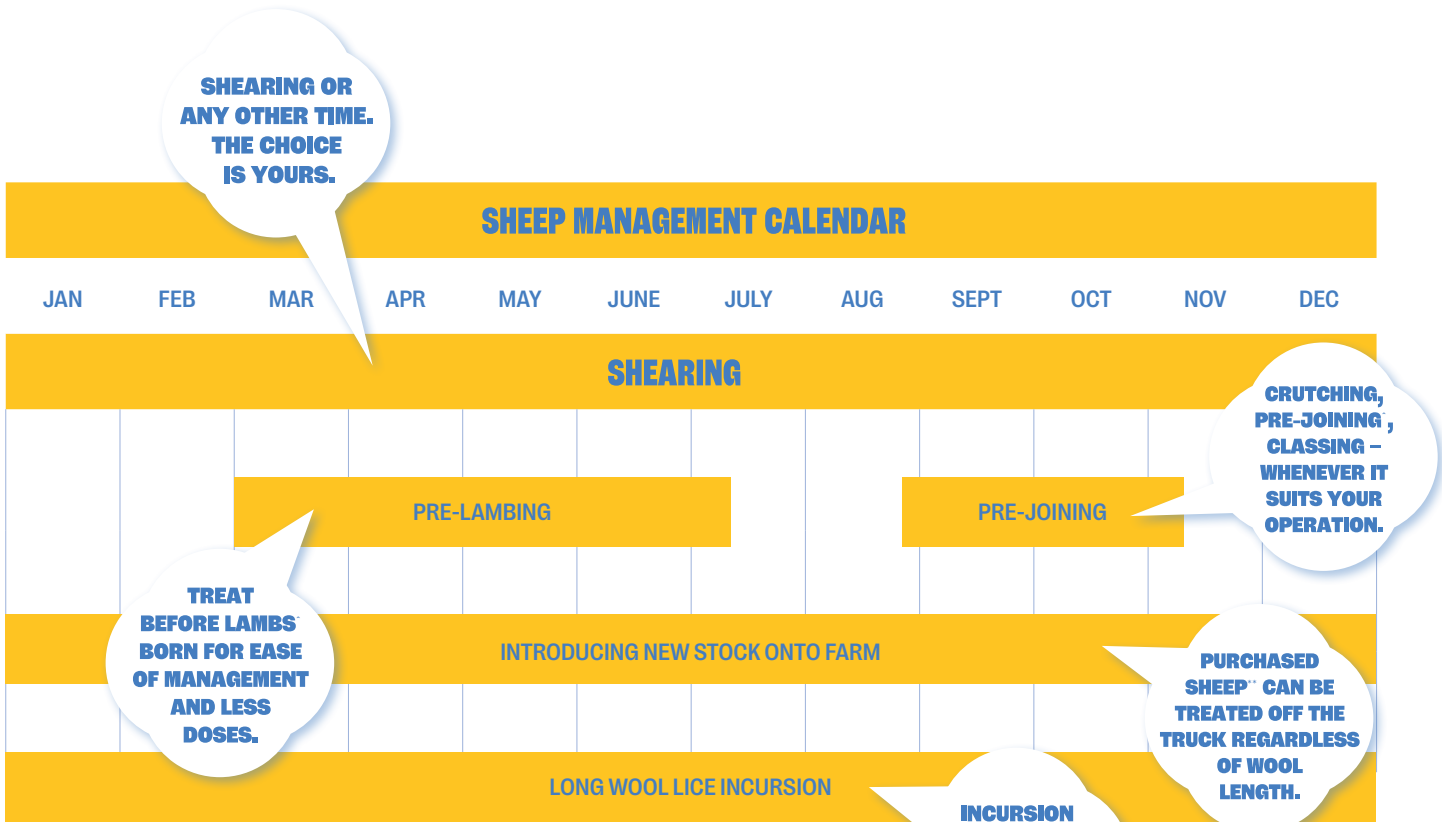 SHEARING OR
ANY OTHER TIME.
THE CHOICE
IS YOURS.
SHEEP MANAGEMENT CALENDAR
JAN FEB MAR APR MAY JUNE JULY AUG SEPT OCT NOV DEC
SHEARING
CRUTCHING,
PRE-JOINING*,
CLASSING –
WHENEVER IT
SUITS YOUR
OPERATION.
PRE-LAMBING
PRE-JOINING
TREAT
BEFORE LAMBS*
BORN FOR EASE
OF MANAGEMENT
AND LESS
DOSES.
INTRODUCING NEW STOCK ONTO FARM
PURCHASED
SHEEP** CAN BE
TREATED OFF THE
TRUCK REGARDLESS
OF WOOL
LENGTH.
LONG WOOL LICE INCURSION
INCURSION